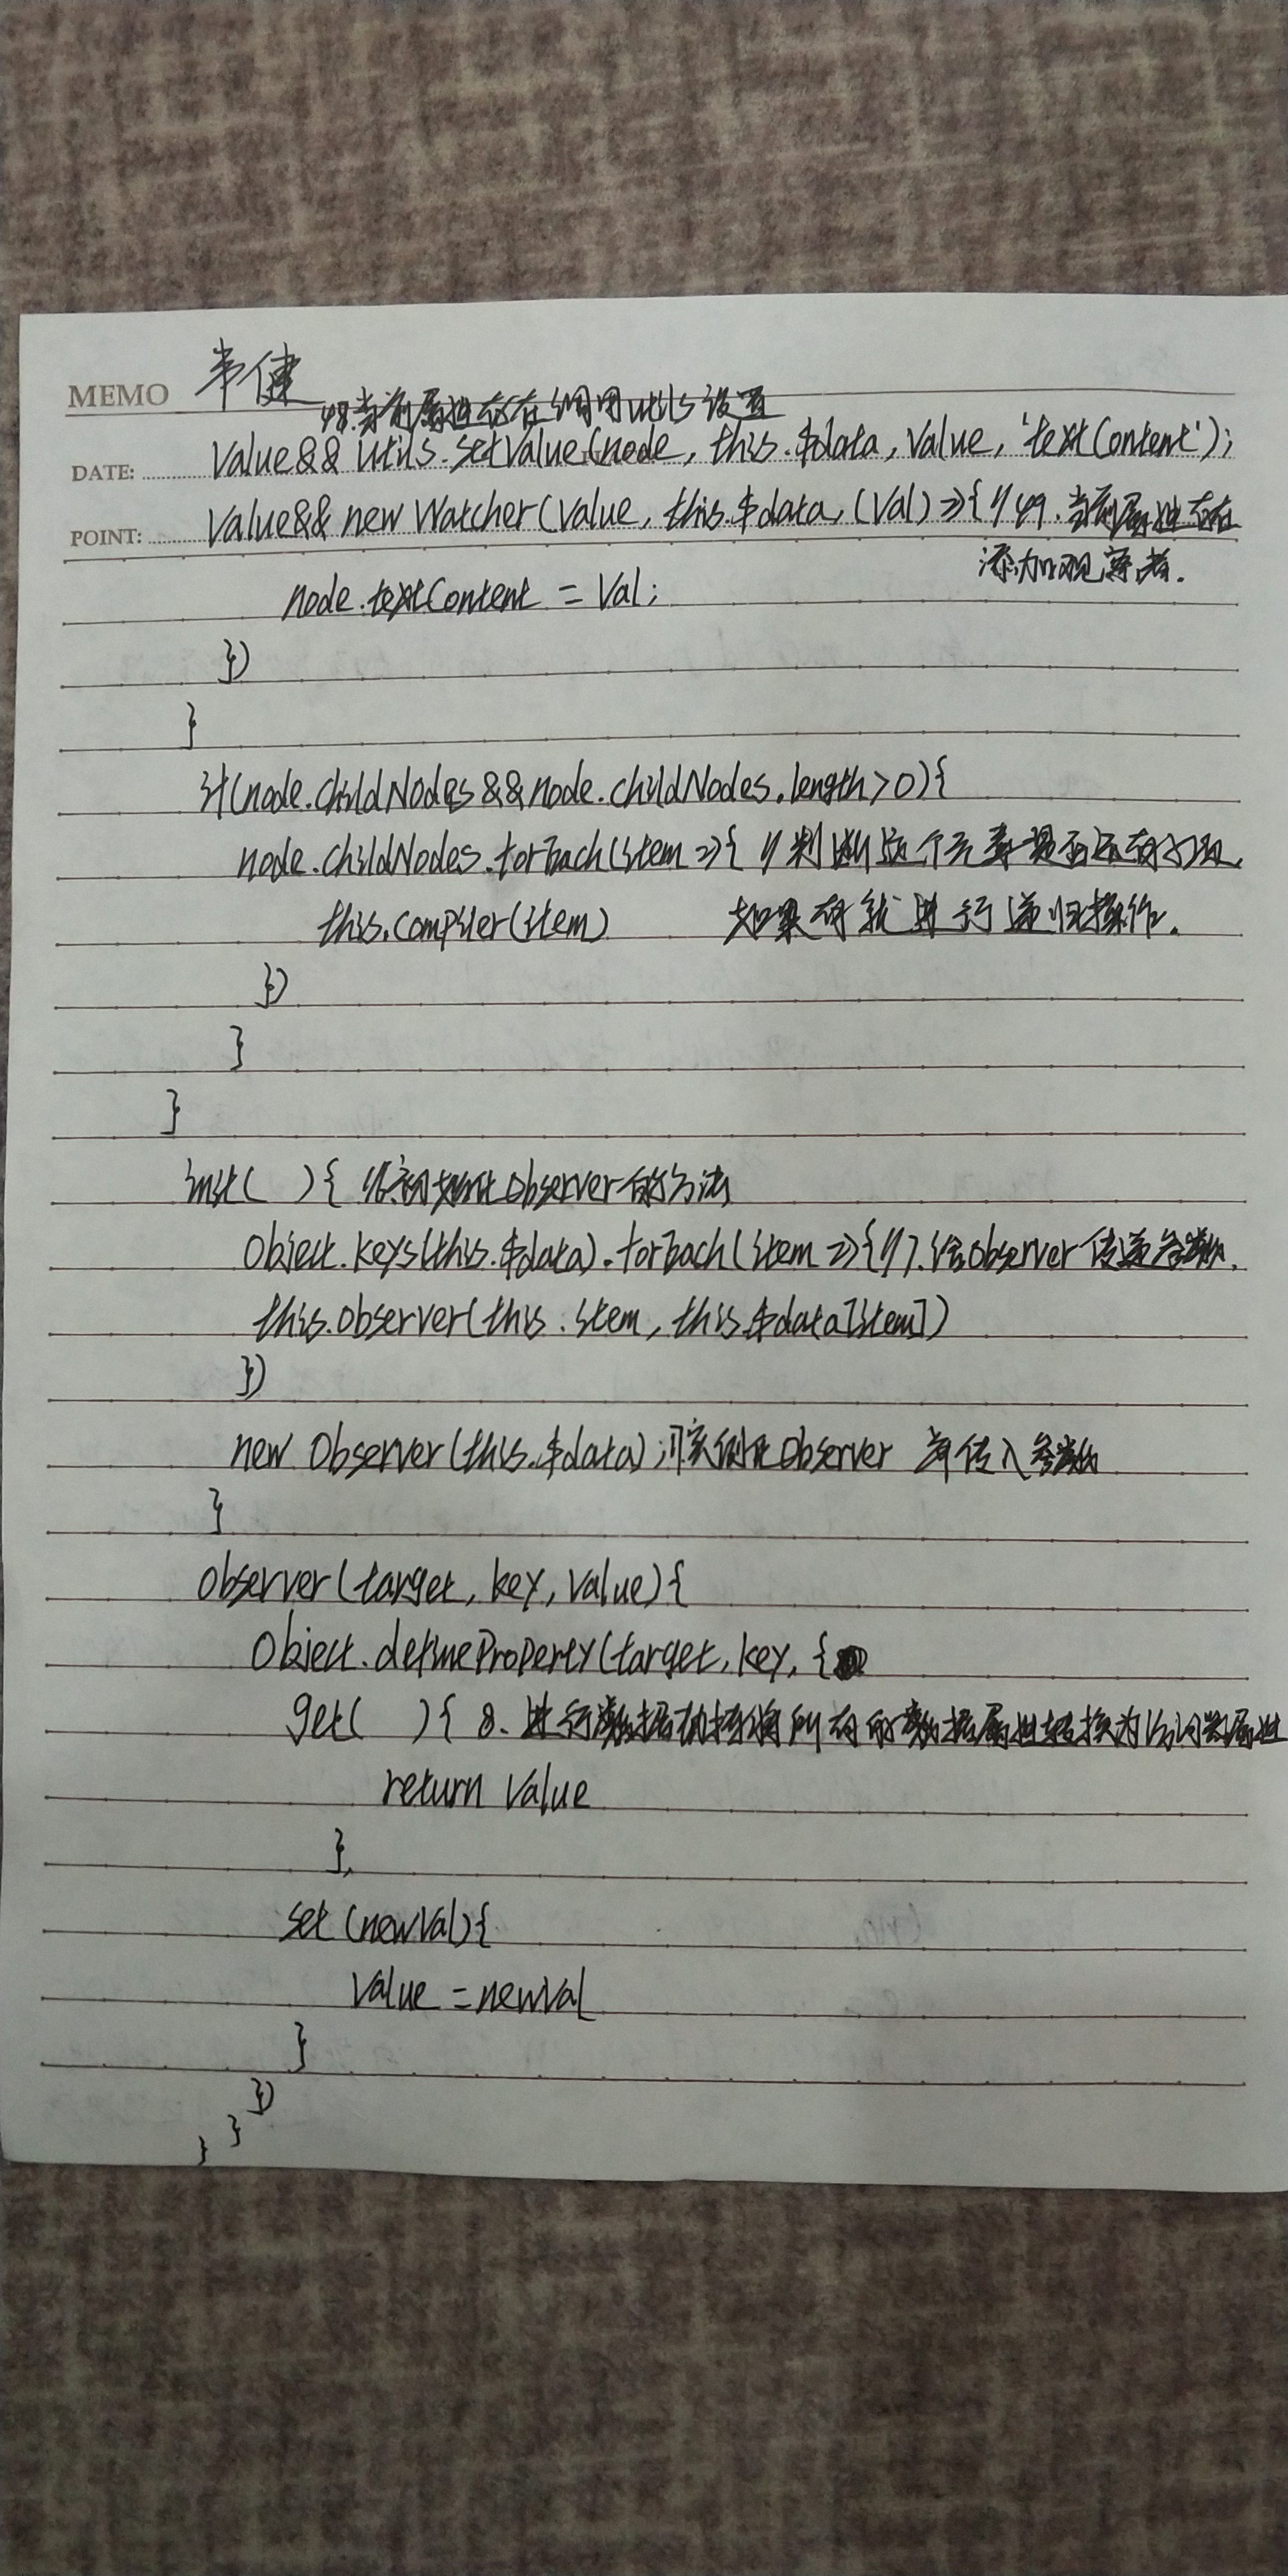 MEMO 韦健
48.当前属性存在调用utils设置
DATE: Value&& utils.setValue(node, this.$data, Value, 'textContent');
POINT: Value&& new Watcher(Value, this.$data, (Val)=>{ //49.当前属性存在
添加观察者.
node.textContent = Val;
})
}
if(node.childNodes&&node.childNodes.length>0){
node.childNodes.forEach(item=>{ //判断这个元素是否还有
this.compiler(item) 如果有就进行递归操作.
})
}
}
init( ){ //6.初始化Observer的方法
Object.keys(this.$data).forEach(item=>{//7.给Observer传递参数.
this.observer(this.item, this.$data[item])
})
new Observer(this.$data);//实例化Observer 并传入参数
}
observer(target, key, Value){
Object.defineProperty(target, key, {
get( ){ 8.进行数据劫持将所有的数据属性转换为访问器属性
return Value
},
set (newVal){
Value = newVal
}
})
}
}